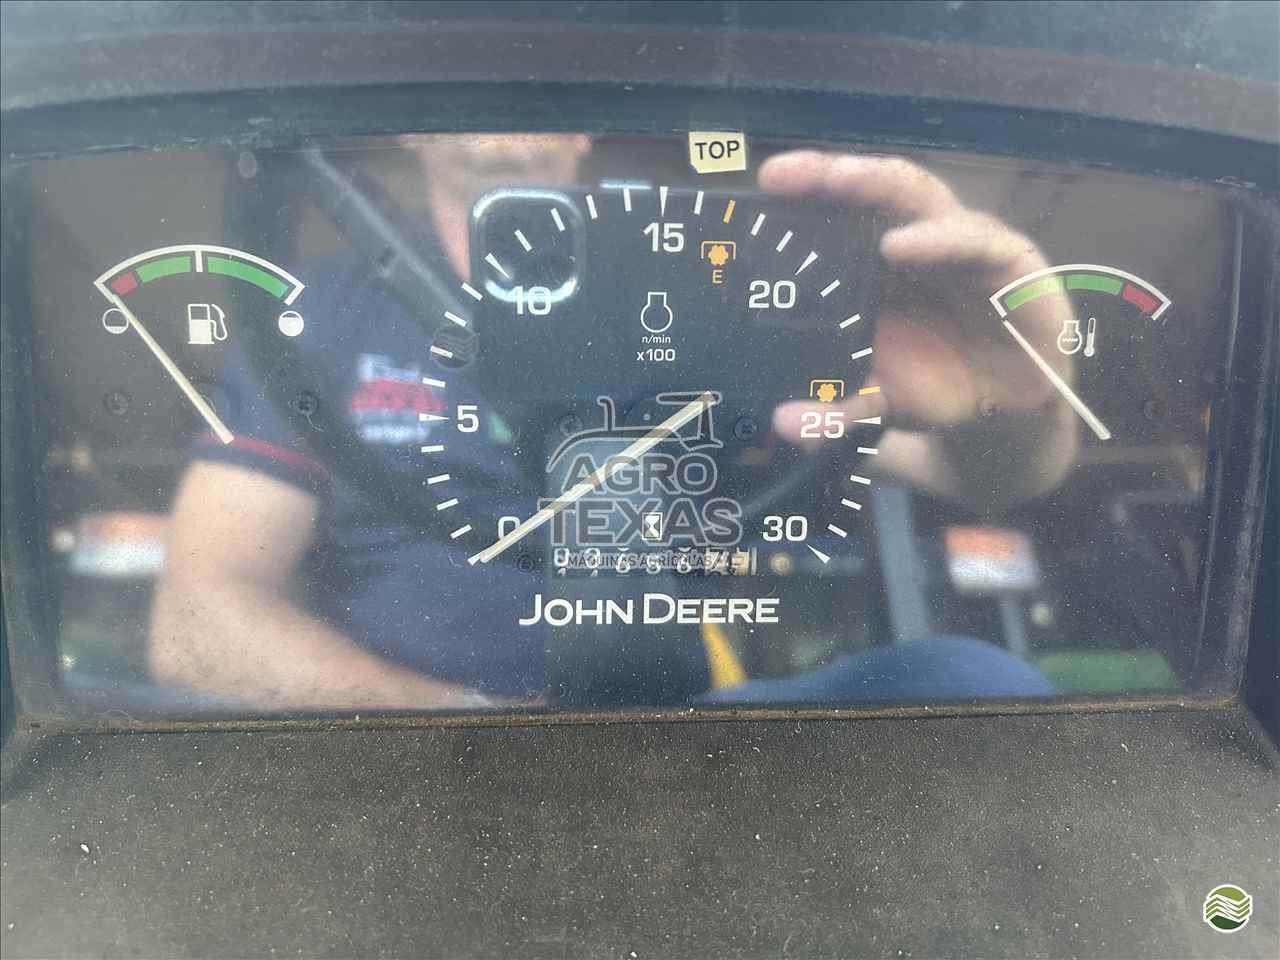 TOP
15
E
10
20
n/min
x100
5
25
AGRO
TEXAS
0
30
MÁQUINAS AGRÍCOLAS
JOHN DEERE